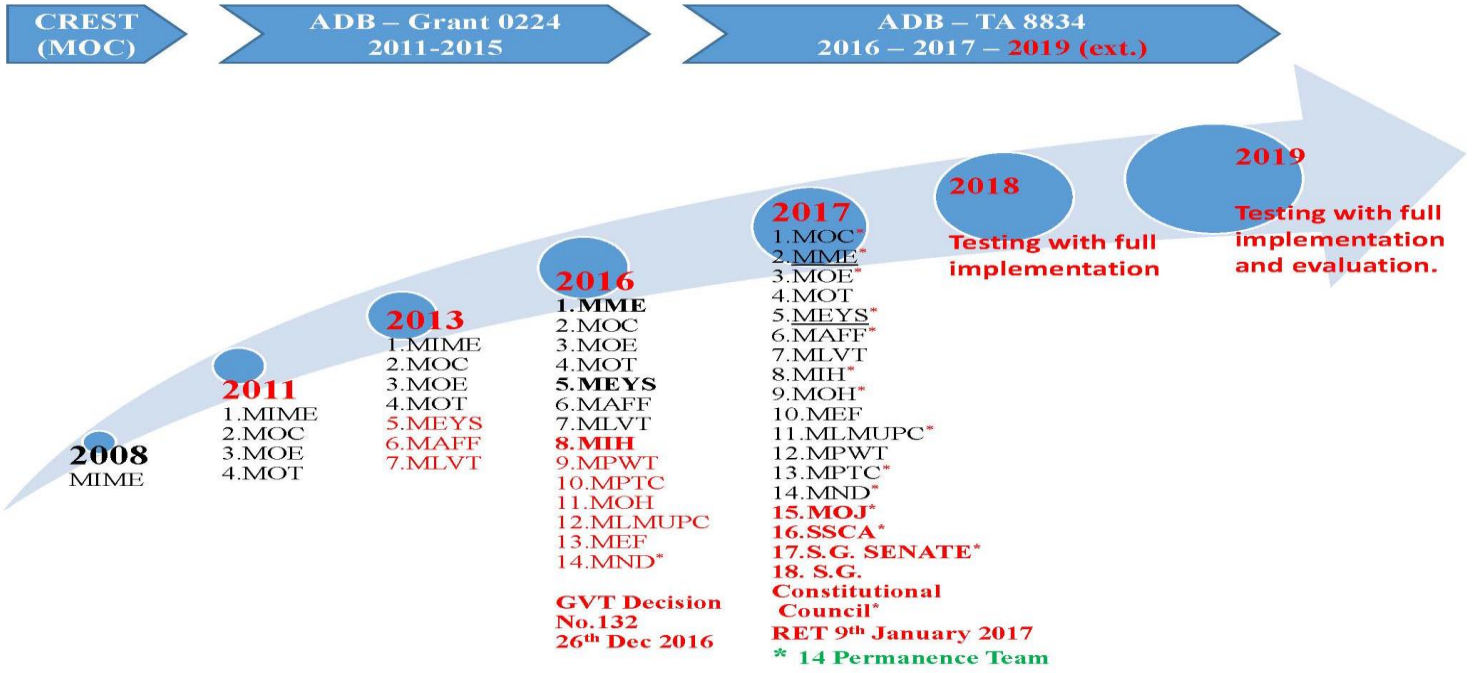 CREST
(MOC)
ADB – Grant 0224
2011-2015
ADB – TA 8834
2016 – 2017 – 2019 (ext.)
2008
MIME
2011
1.MIME
2.MOC
3.MOE
4.MOT
2013
1.MIME
2.MOC
3.MOE
4.MOT
5.MEYS
6.MAFF
7.MLVT
2016
1.MME
2.MOC
3.MOE
4.MOT
5.MEYS
6.MAFF
7.MLVT
8.MIH
9.MPWT
10.MPTC
11.MOH
12.MLMUPC
13.MEF
14.MND*
GVT Decision
No.132
26th Dec 2016
2017
1.MOC*
2.MME*
3.MOE*
4.MOT
5.MEYS*
6.MAFF*
7.MLVT
8.MIH*
9.MOH*
10.MEF
11.MLMUPC*
12.MPWT
13.MPTC*
14.MND*
15.MOJ*
16.SSCA*
17.S.G. SENATE*
18. S.G.
Constitutional
Council*
RET 9th January 2017
* 14 Permanence Team
2018
Testing with full
implementation
2019
Testing with full
implementation
and evaluation.